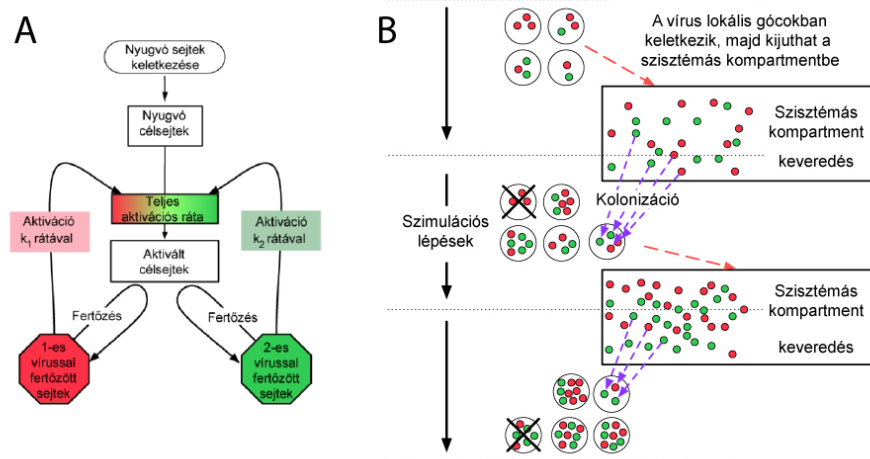 A
Nyugvó sejtek
keletkezése
Nyugvó
célsejtek
Teljes
aktivációs ráta
Aktiváció
k1 rátával
Aktiváció
k2 rátával
Aktivált
célsejtek
Fertőzés
Fertőzés
1-es
vírussal
fertőzött
sejtek
2-es
vírussal
fertőzött
sejtek
B
A vírus lokális gócokban
keletkezik, majd kijuthat a
szisztémás kompartmentbe
Szisztémás
kompartment
keveredés
Kolonizáció
Szimulációs
lépések
Szisztémás
kompartment
keveredés